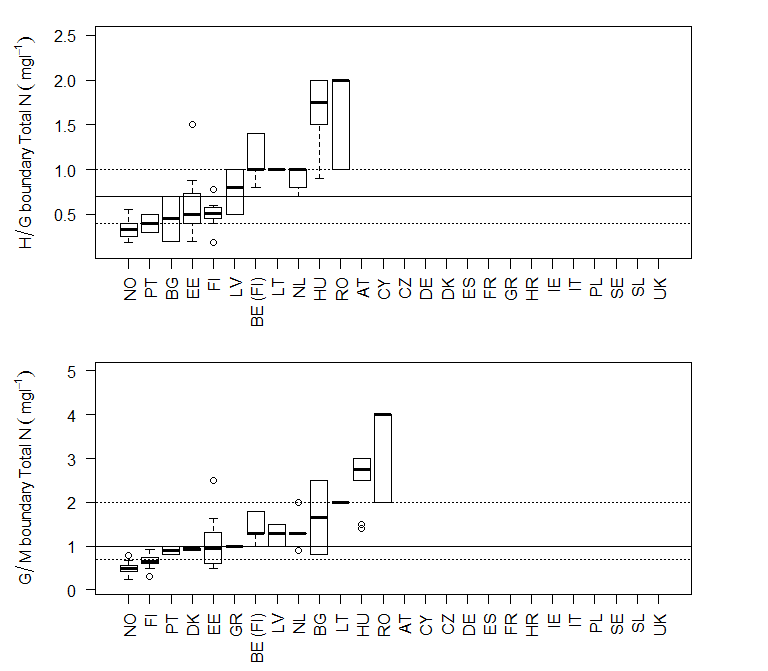 H/G boundary Total N ( mgl⁻¹)
2.5
2.0
1.5
1.0
0.5
NO PT BG EE FI LV BE (FI) LT NL HU RO AT CY CZ DE DK ES FR GR HR IE IT PL SE SL UK
G/M boundary Total N ( mgl⁻¹)
5
4
3
2
1
0
NO FI PT DK EE GR BE (FI) LV NL BG LT HU RO AT CY CZ DE ES FR HR IE IT PL SE SL UK